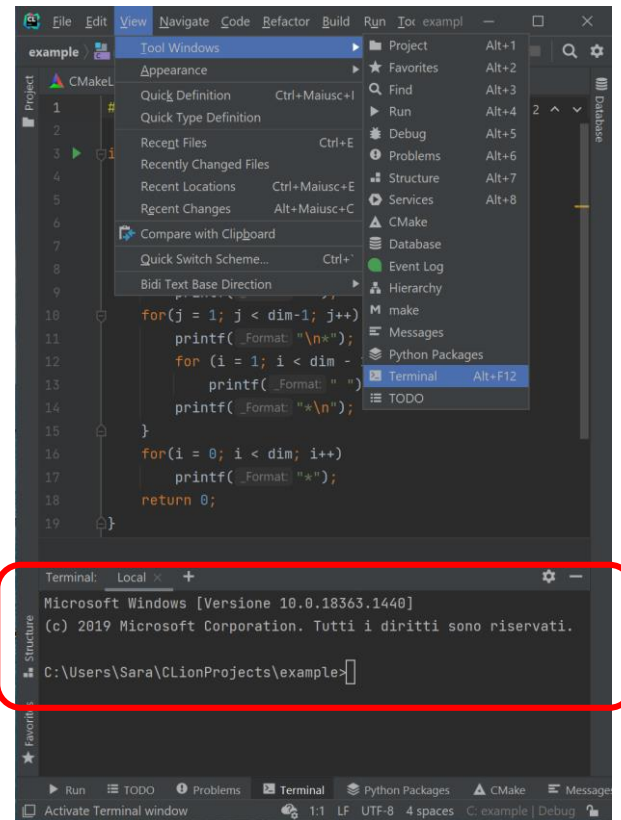 File Edit View Navigate Code Refactor Build Run exampl
example
Project
CMakeL
Database
Tool Windows
Appearance
Quick Definition Ctrl+Maiusc+I
Quick Type Definition
Recent Files Ctrl+E
Recently Changed Files
Recent Locations Ctrl+Maiusc+E
Recent Changes Alt+Maiusc+C
Compare with Clipboard
Quick Switch Scheme... Ctrl+`
Bidi Text Base Direction
Project Alt+1
Favorites Alt+2
Find Alt+3
Run Alt+4
Debug Alt+5
Problems Alt+6
Structure Alt+7
Services Alt+8
CMake
Database
Event Log
Hierarchy
make
Messages
Python Packages
Terminal Alt+F12
TODO
1 # 2
2
3 i
4
5
6
7
8
9
10 for(j = 1; j < dim-1; j++)
11 printf( _Format: "\n*");
12 for (i = 1; i < dim -
13 printf( _Format: " ")
14 printf( _Format: "*\n");
15 }
16 for(i = 0; i < dim; i++)
17 printf( _Format: "*");
18 return 0;
19 }
Terminal: Local × +
Microsoft Windows [Versione 10.0.18363.1440]
(c) 2019 Microsoft Corporation. Tutti i diritti sono riservati.
C:\Users\Sara\CLionProjects\example>
Structure
Favorites
Run TODO Problems Terminal Python Packages CMake Messages
Activate Terminal window 1:1 LF UTF-8 4 spaces C: example | Debug